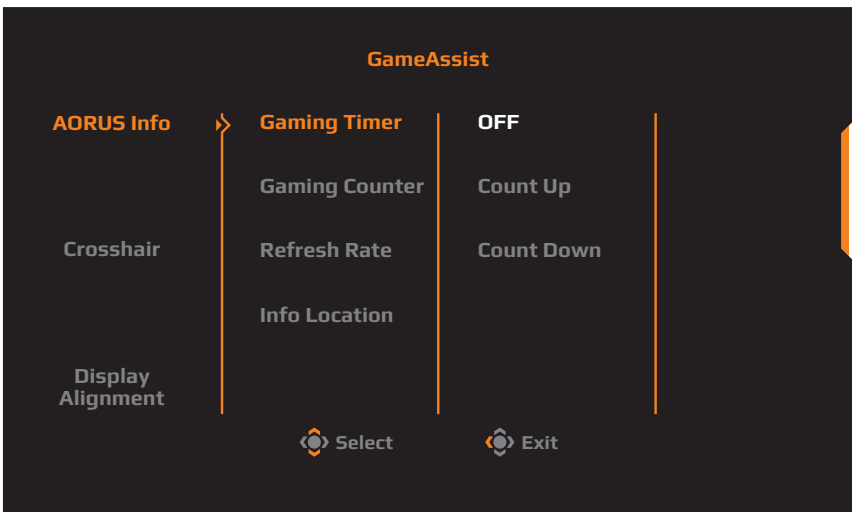 GameAssist
AORUS Info
Gaming Timer
OFF
Gaming Counter
Count Up
Crosshair
Refresh Rate
Count Down
Info Location
Display
Alignment
Select
Exit